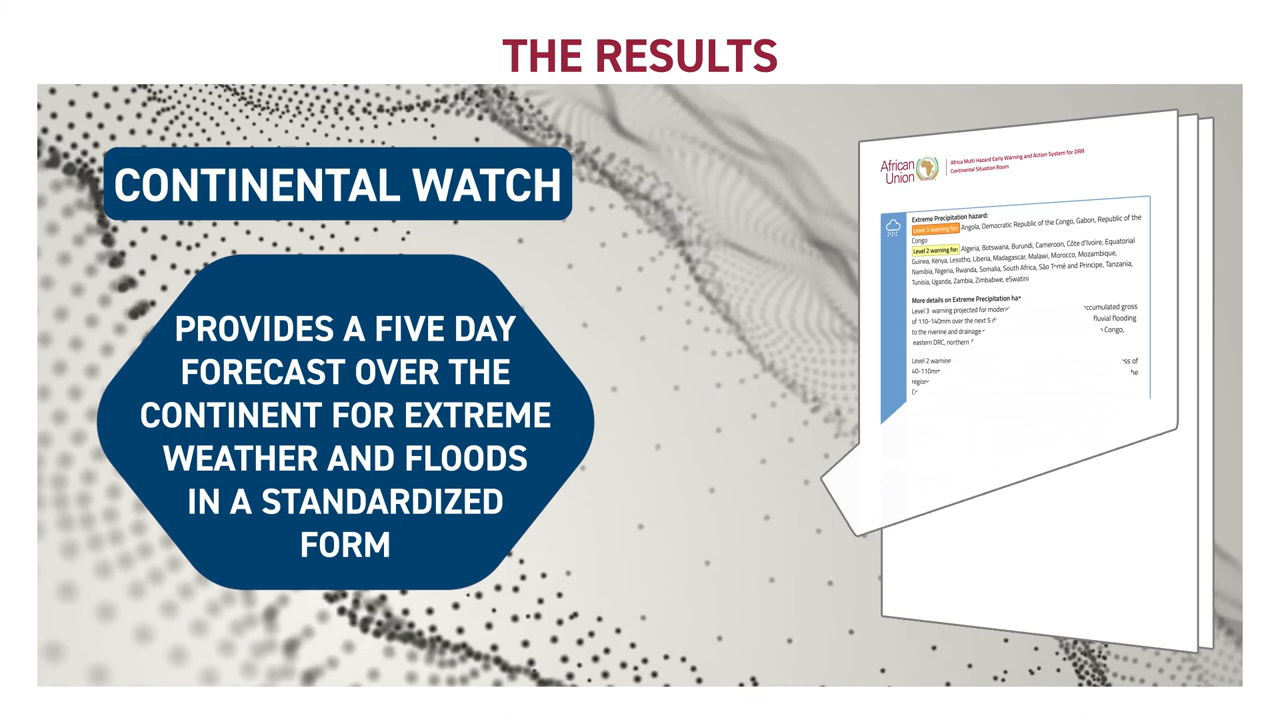 THE RESULTS
CONTINENTAL WATCH
PROVIDES A FIVE DAY
FORECAST OVER THE
CONTINENT FOR EXTREME
WEATHER AND FLOODS
IN A STANDARDIZED
FORM
African
Union
Africa Multi Hazard Early Warning and Action System for DRR
Continental Situation Room
Extreme Precipitation hazard:
Level 3 warning for: Angola, Democratic Republic of the Congo, Gabon, Republic of the
Congo
Level 2 warning for: Algeria, Botswana, Burundi, Cameroon, Côte d'Ivoire, Equatorial
Guinea, Kenya, Lesotho, Liberia, Madagascar, Malawi, Morocco, Mozambique,
Namibia, Nigeria, Rwanda, Somalia, South Africa, São Tomé and Principe, Tanzania,
Tunisia, Uganda, Zambia, Zimbabwe, eSwatini
More details on Extreme Precipitation
Level 3 warning projected for gross
of 110-140mm over the next 5 fluvial flooding
to the riverine and drainage Congo,
eastern DRC, northern
Level 2 of